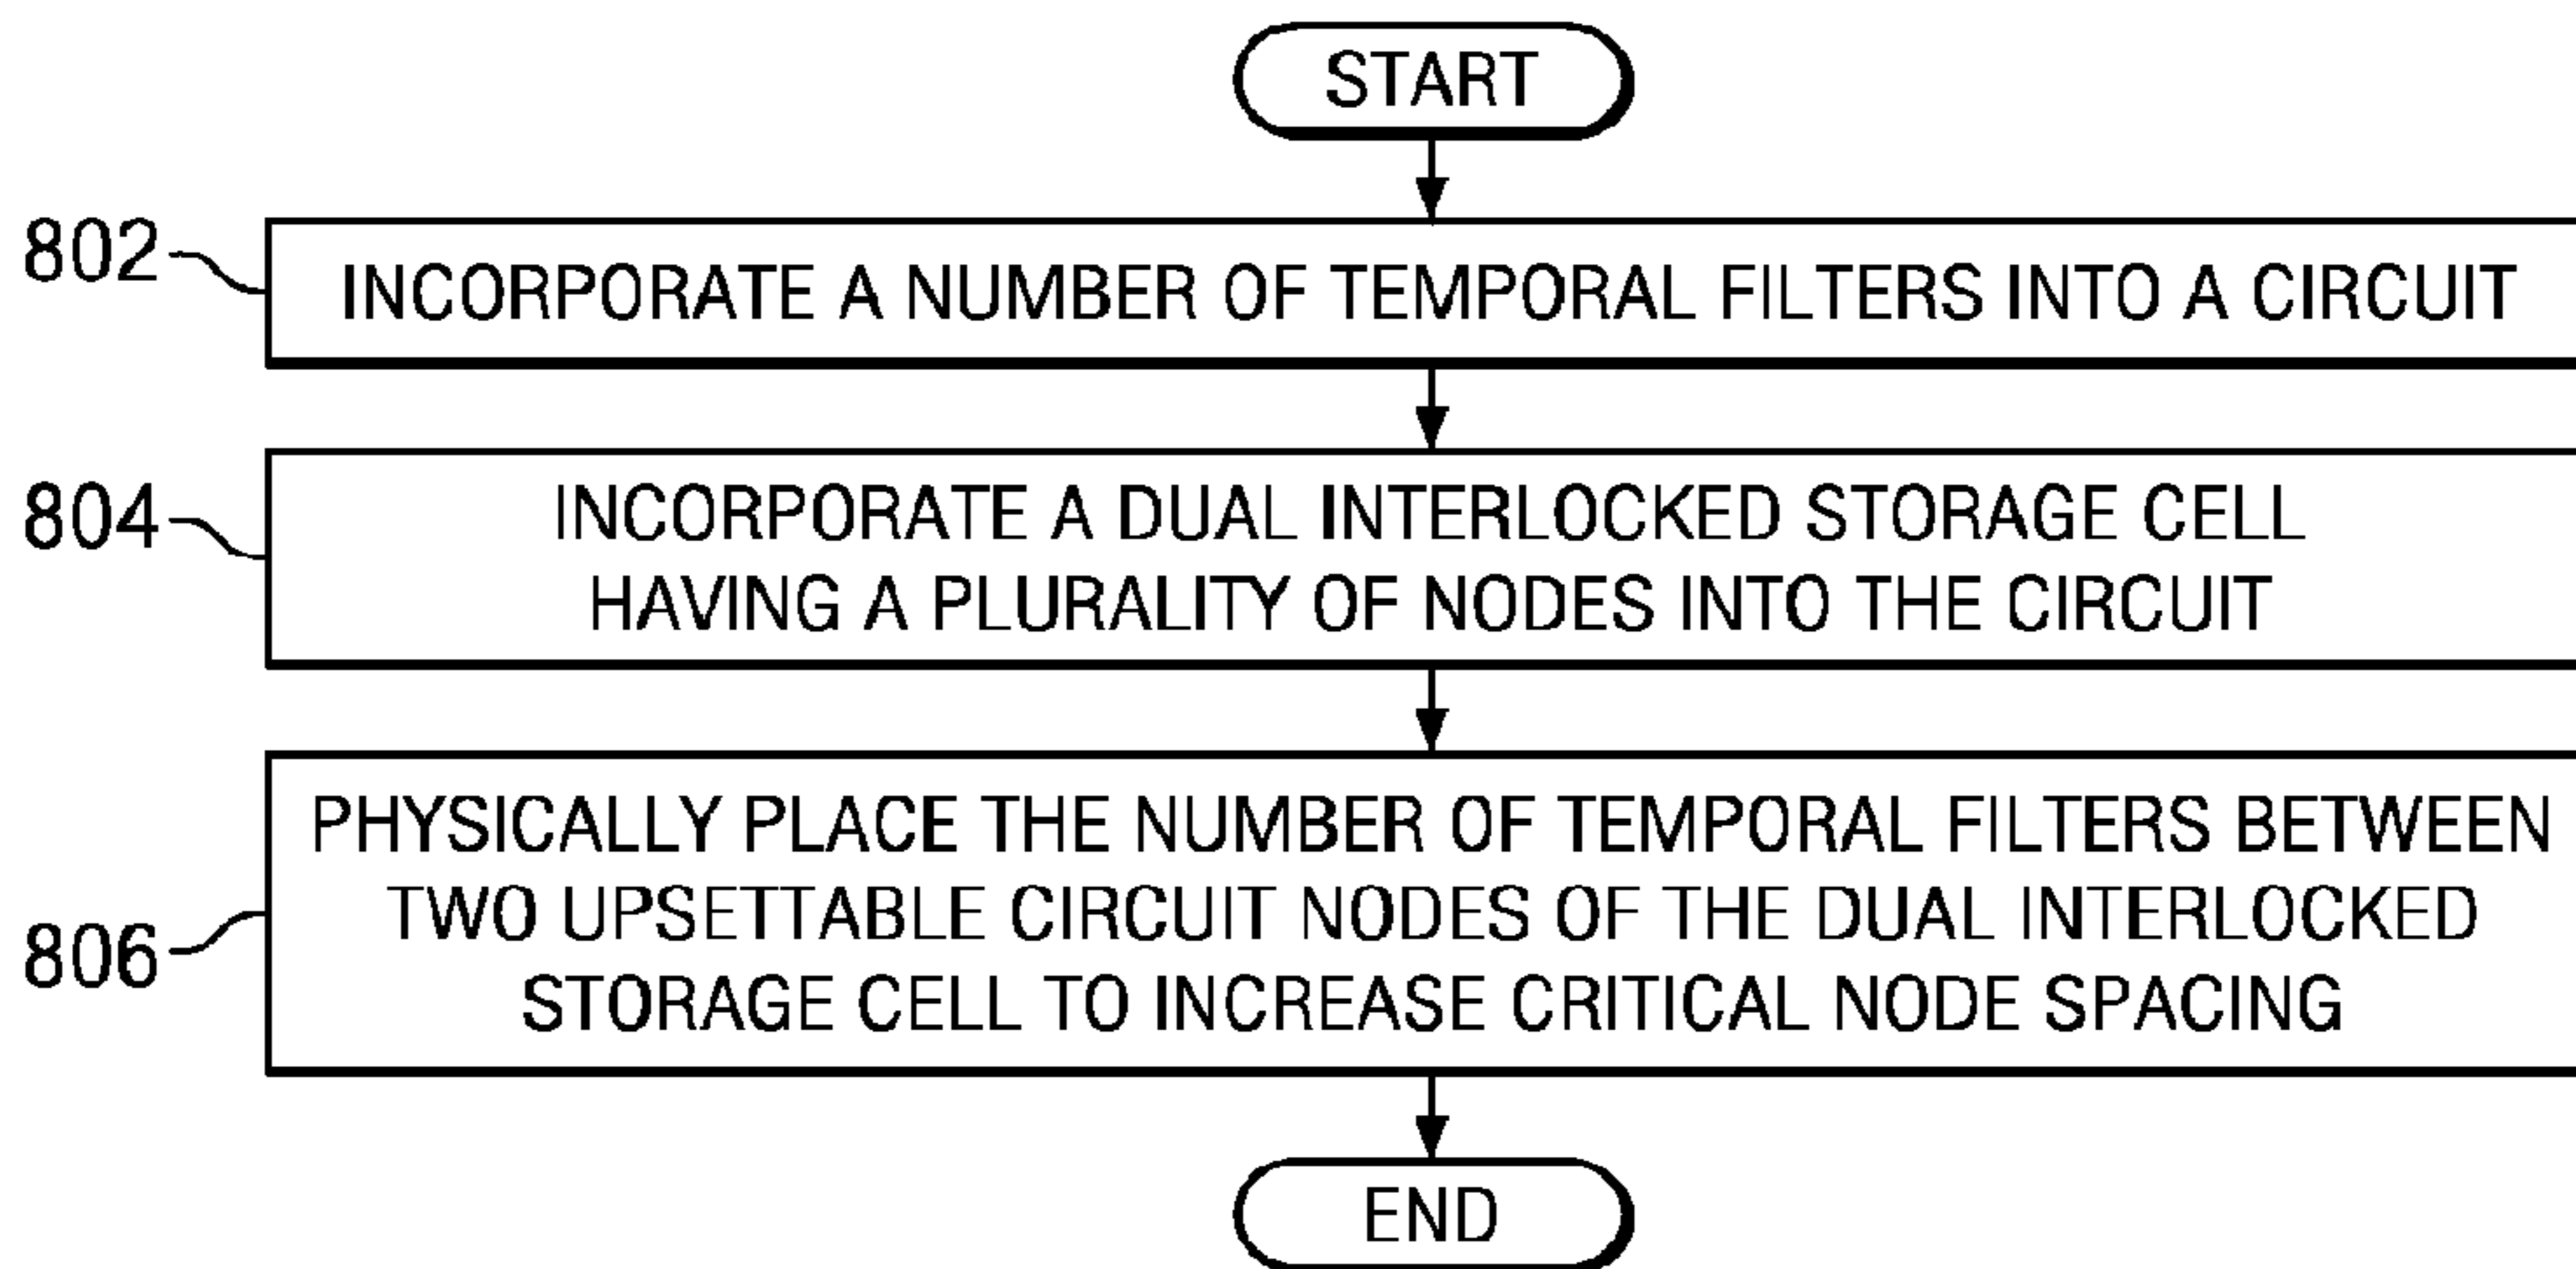 START
802
INCORPORATE A NUMBER OF TEMPORAL FILTERS INTO A CIRCUIT
804
INCORPORATE A DUAL INTERLOCKED STORAGE CELL
HAVING A PLURALITY OF NODES INTO THE CIRCUIT
806
PHYSICALLY PLACE THE NUMBER OF TEMPORAL FILTERS BETWEEN
TWO UPSETTABLE CIRCUIT NODES OF THE DUAL INTERLOCKED
STORAGE CELL TO INCREASE CRITICAL NODE SPACING
END